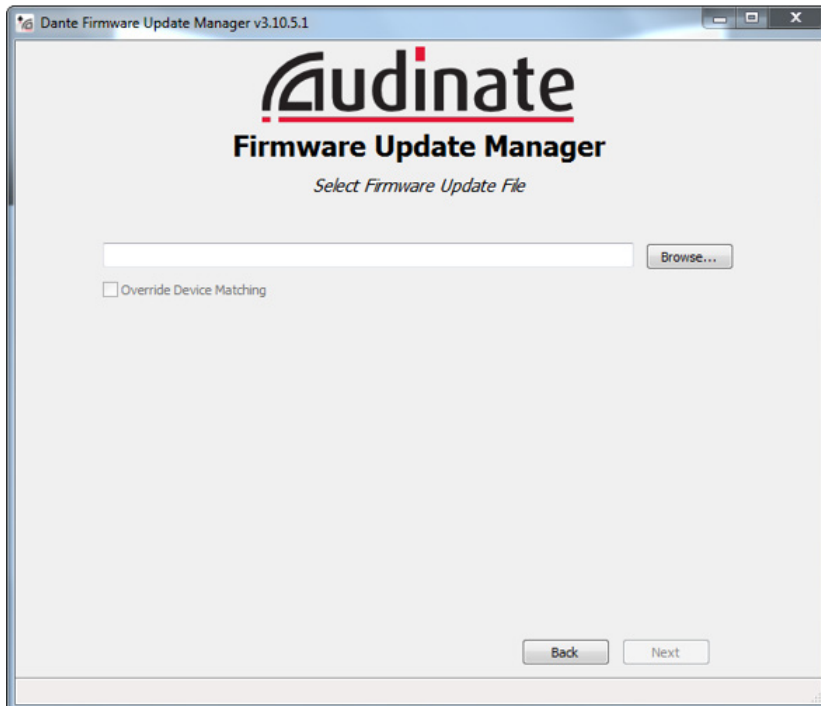 Dante Firmware Update Manager v3.10.5.1
Audinate
Firmware Update Manager
Select Firmware Update File
Browse...
Override Device Matching
Back Next